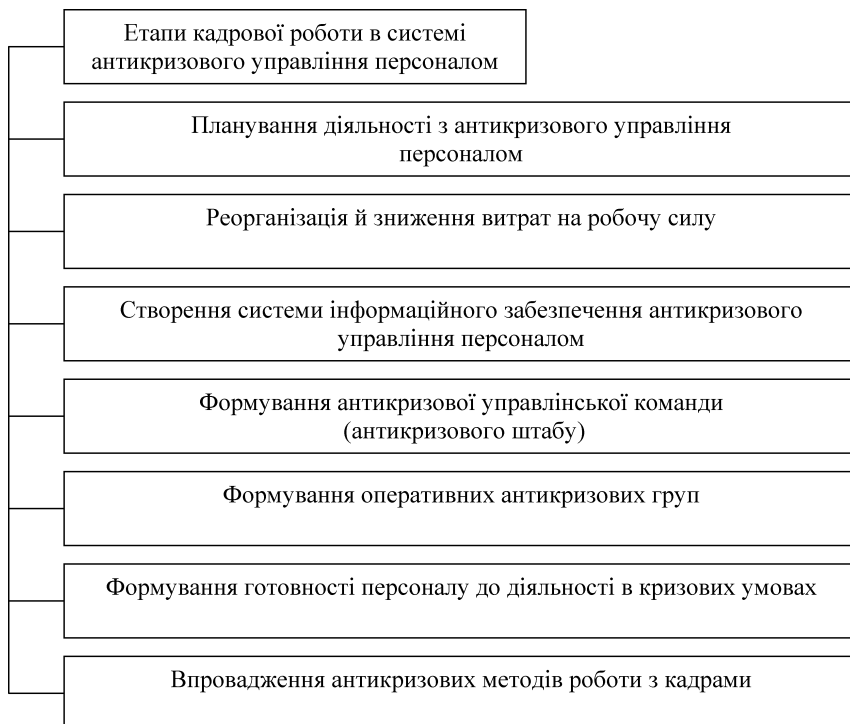 Етапи кадрової роботи в системі
антикризового управління персоналом
Планування діяльності з антикризового управління
персоналом
Реорганізація й зниження витрат на робочу силу
Створення системи інформаційного забезпечення антикризового
управління персоналом
Формування антикризової управлінської команди
(антикризового штабу)
Формування оперативних антикризових груп
Формування готовності персоналу до діяльності в кризових умовах
Впровадження антикризових методів роботи з кадрами